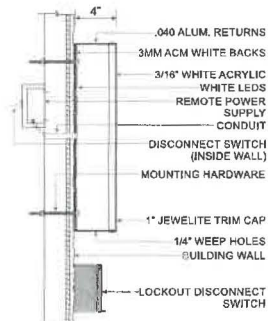 4"
.040 ALUM. RETURNS
3MM ACM WHITE BACKS
3/16" WHITE ACRYLIC
WHITE LEDS
REMOTE POWER
SUPPLY
CONDUIT
DISCONNECT SWITCH
(INSIDE WALL)
MOUNTING HARDWARE
1" JEWELITE TRIM CAP
1/4" WEEP HOLES
BUILDING WALL
LOCKOUT DISCONNECT
SWITCH